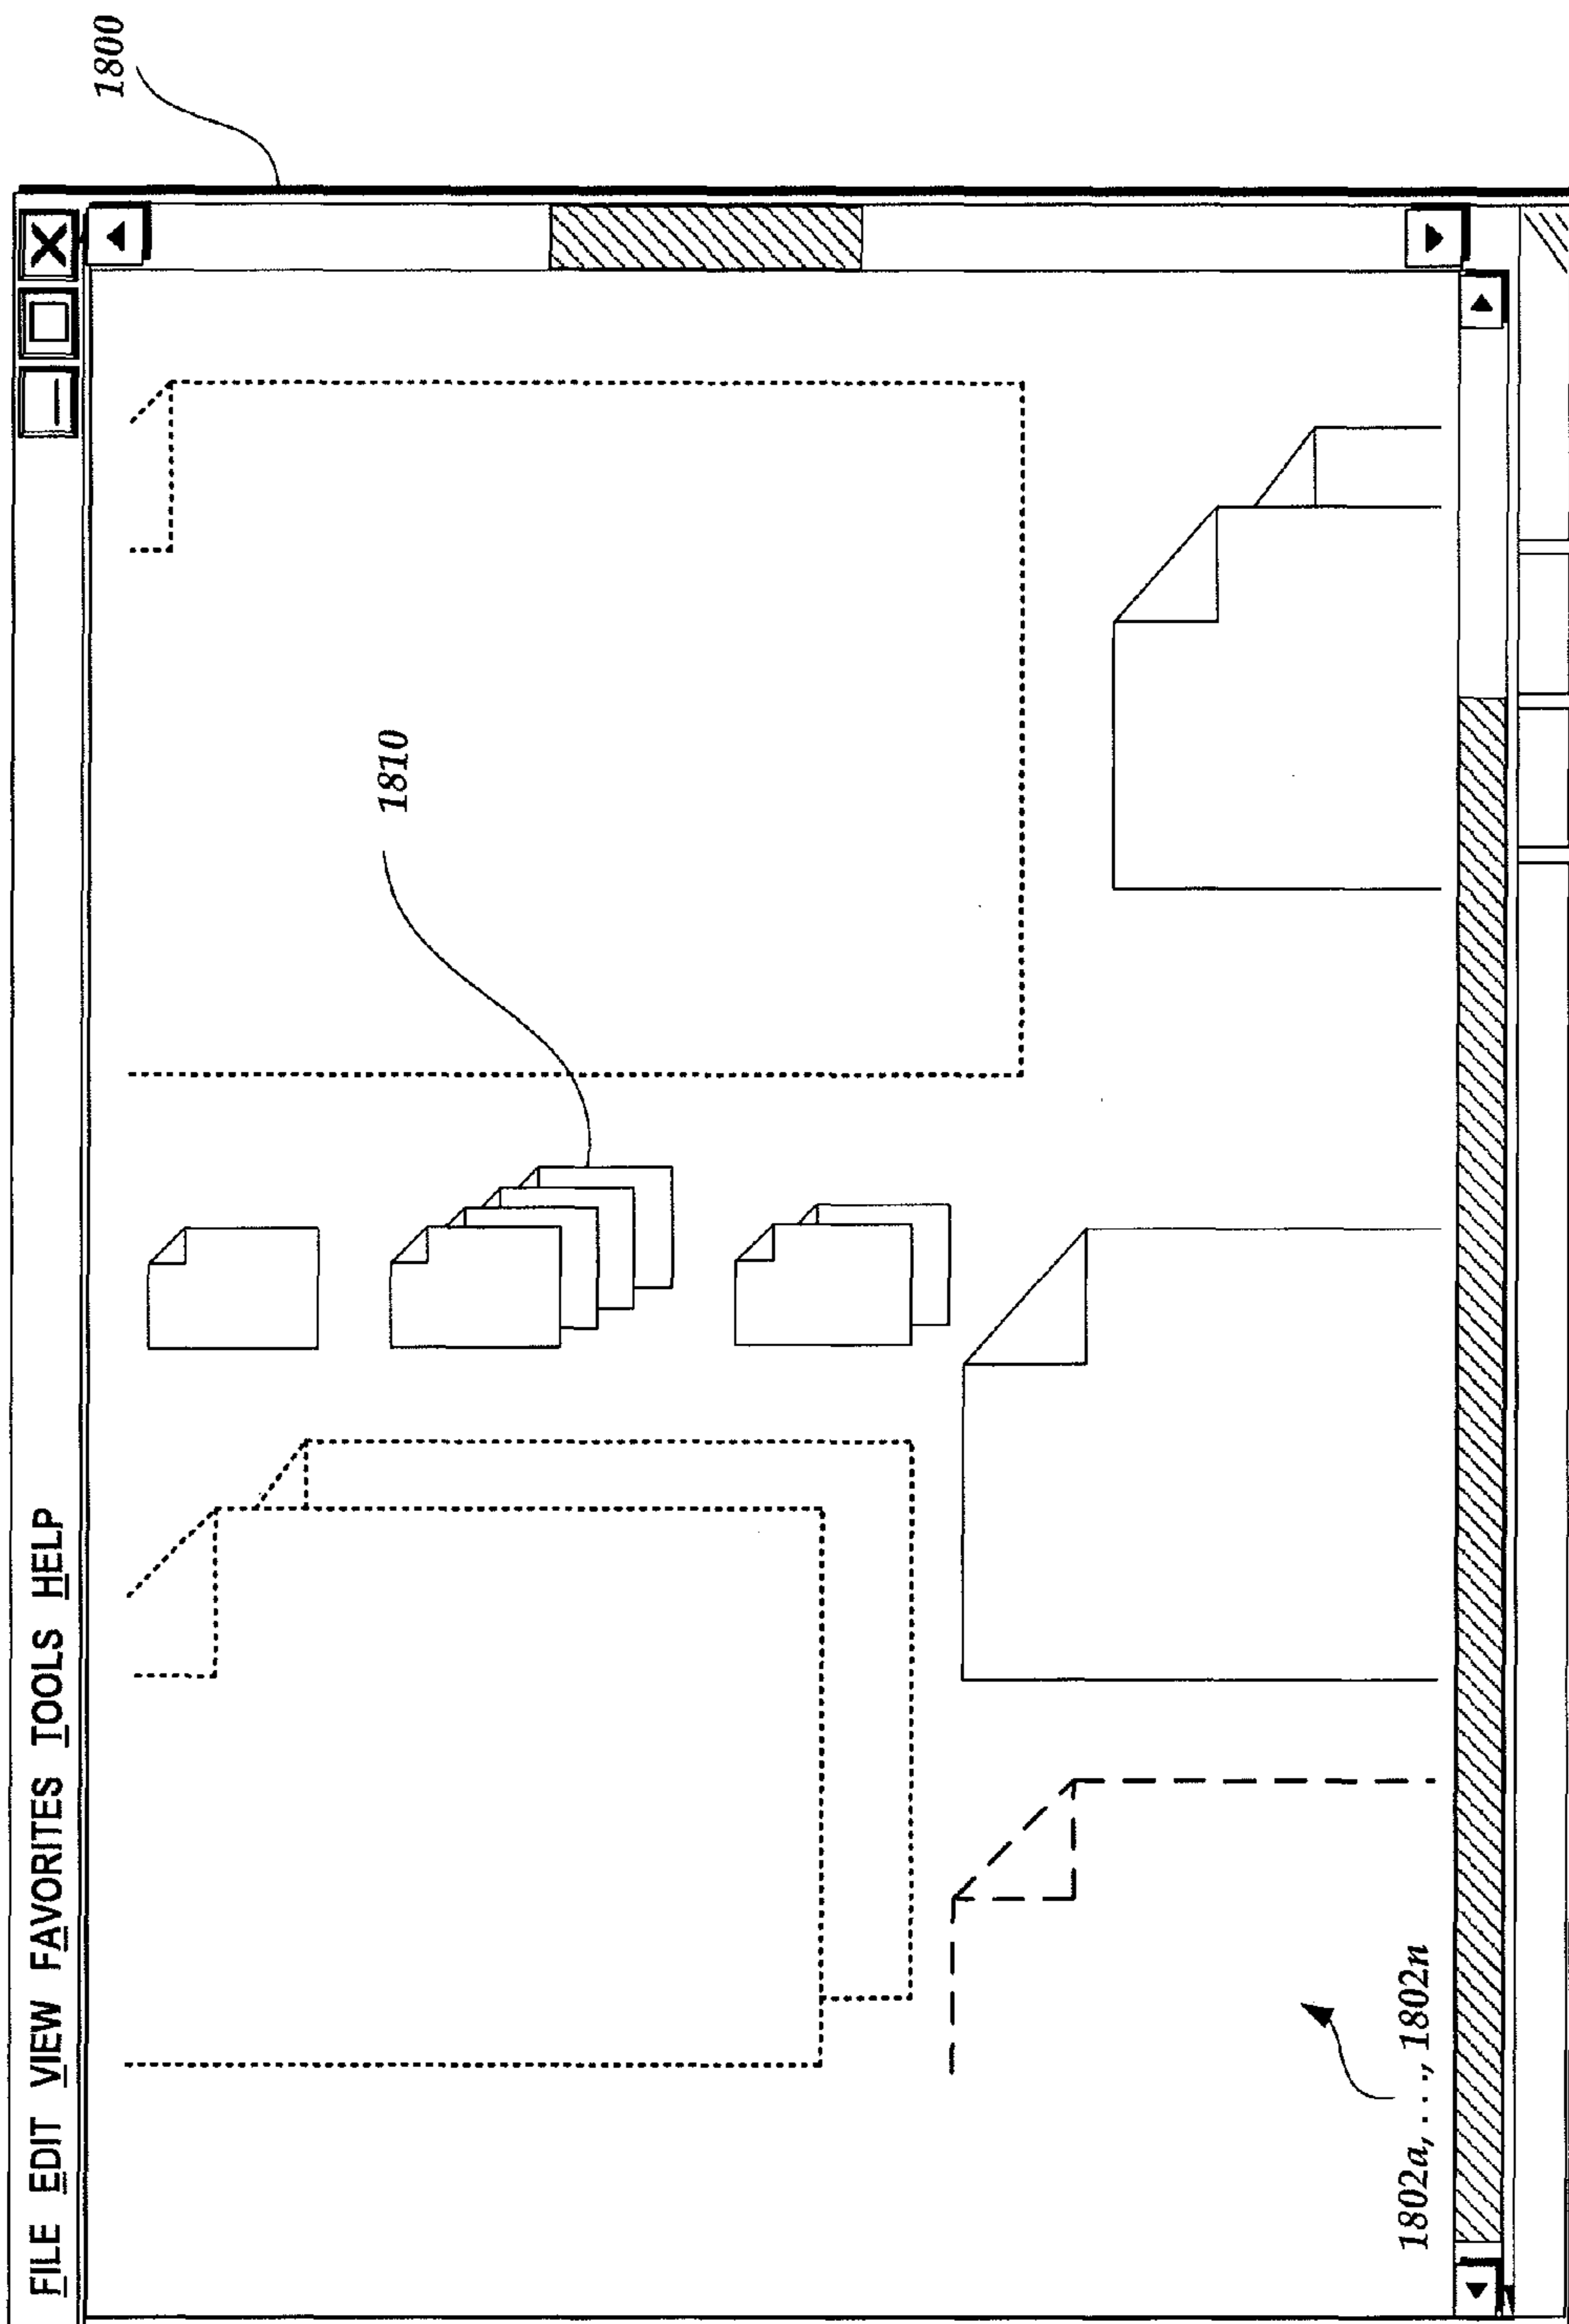 1800
FILE EDIT VIEW FAVORITES TOOLS HELP
1810
1802a, . . ., 1802n